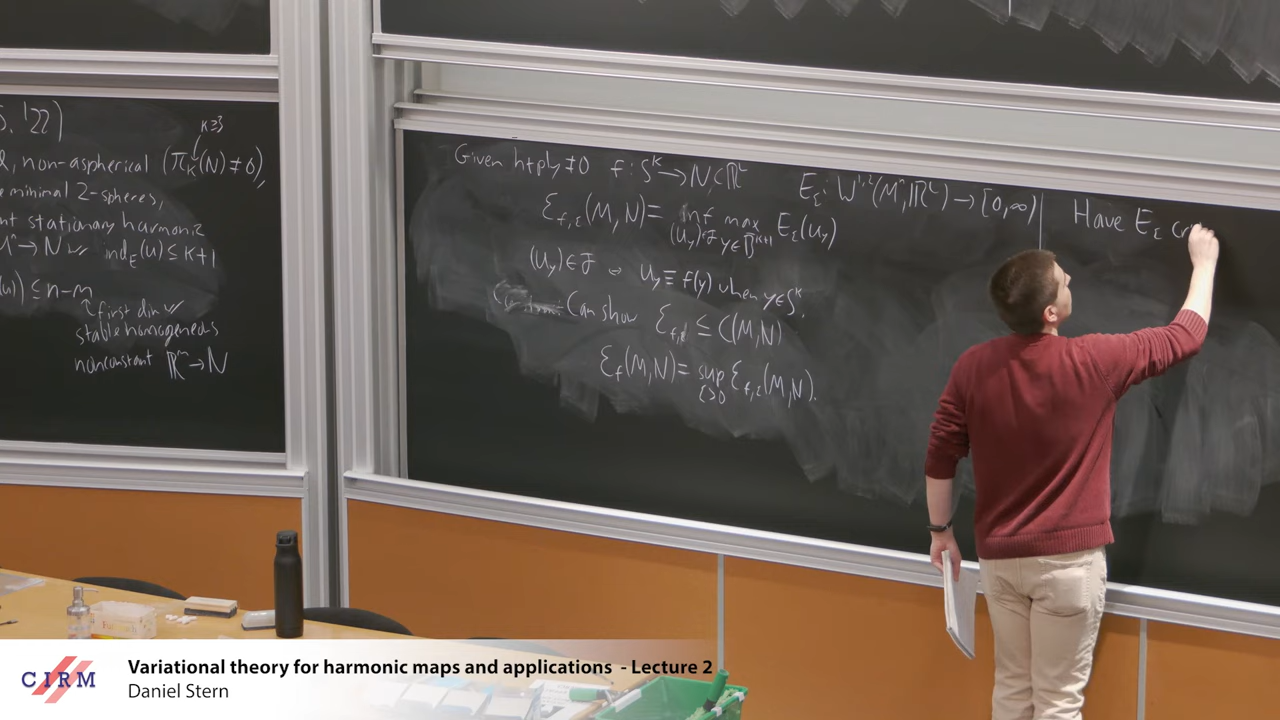 S. '22)
K≥3
non-aspherical (π_K(N) ≠ 0),
minimal 2-spheres,
nt stationary harmonic
M^n → N w/ ind_E(u) ≤ K+1
(u)) ≤ n-m
↑ first dim w/
stable homogeneous
nonconstant ℝ^m → N
Given htply ≠0 f: S^K → N ⊂ ℝ^L
E_ε: W^{1,2}(M^n, ℝ^L) → [0,∞)
ℰ_{f,ε}(M,N) = inf_{(u_y)∈ℱ} max_{y∈B̄^{K+1}} E_ε(u_y)
(u_y) ∈ ℱ u_y ≡ f(y) when y∈S^K.
Can show ℰ_{f,ε} ≤ C(M,N)
ℰ_f(M,N) = sup_{ε>0} ℰ_{f,ε}(M,N).
Have E_ε cr
CIRM
Variational theory for harmonic maps and applications - Lecture 2
Daniel Stern